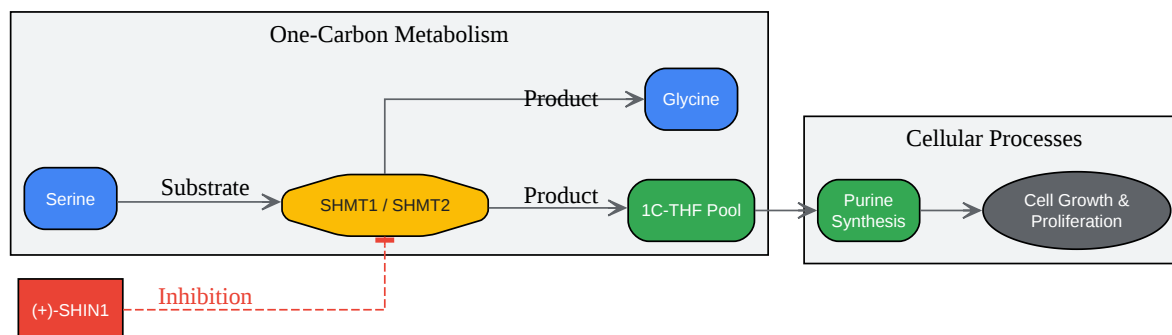 One-Carbon Metabolism
Product
Glycine
Cellular Processes
Serine
Substrate
SHMT1 / SHMT2
Product
1C-THF Pool
Purine
Synthesis
Cell Growth &
Proliferation
(+)-SHIN1
Inhibition